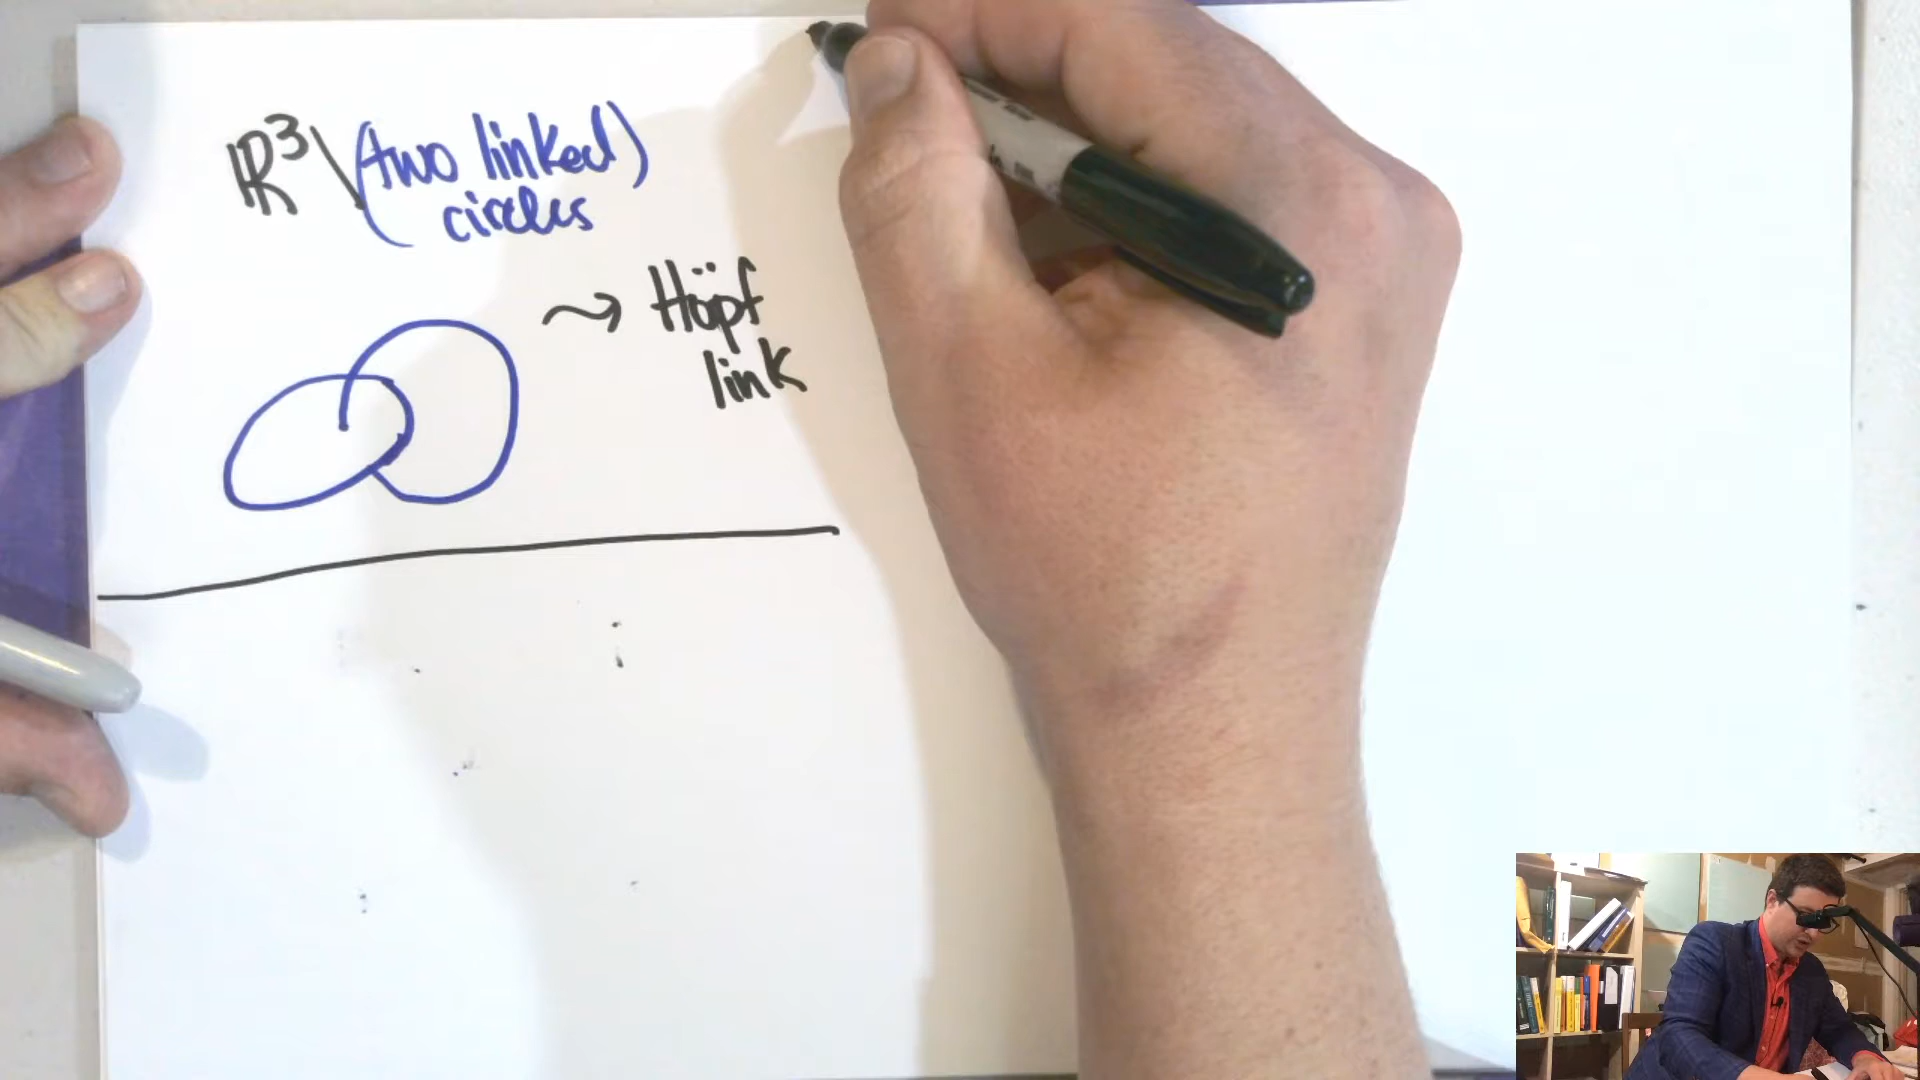 ℝ³\(two linked)
circles
~> Höpf
link